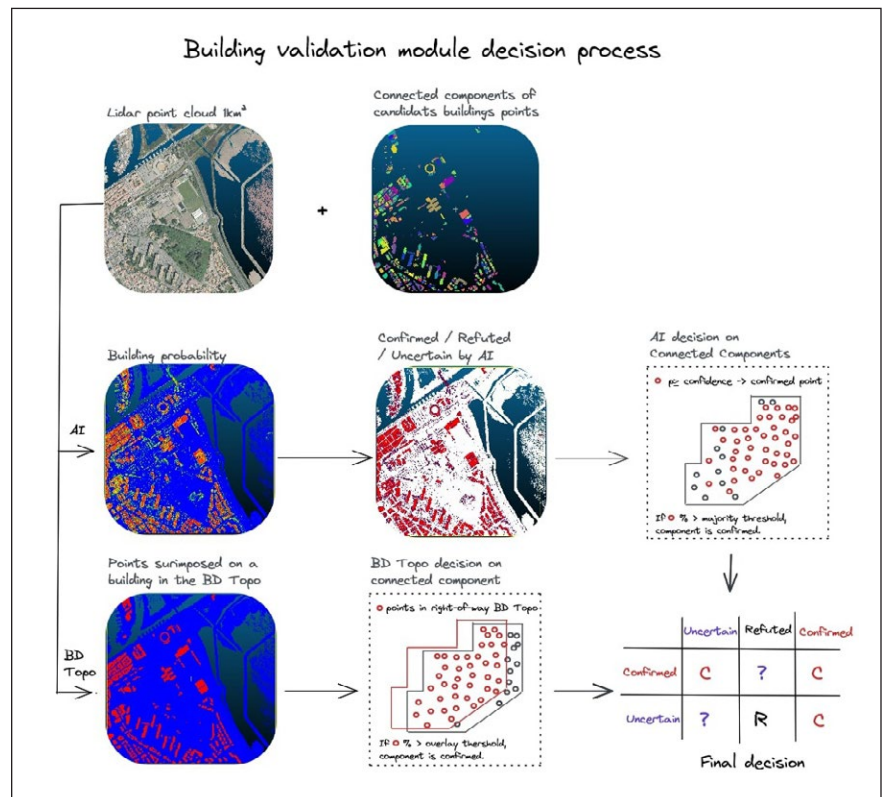 Building validation module decision process
Lidar point cloud 1km²
Connected components of
candidats buildings points
+
Building probability
Confirmed / Refuted
/ Uncertain by AI
AI decision on
Connected Components
AI
p≥ confidence -> confirmed point
If % > majority threshold,
component is confirmed.
Points surimposed on a
building in the BD Topo
BD Topo decision on
connected component
BD
Topo
points in right-of-way BD Topo
If % > overlay thershold,
component is confirmed.
Uncertain Refuted Confirmed
Confirmed C ? C
Uncertain ? R C
Final decision